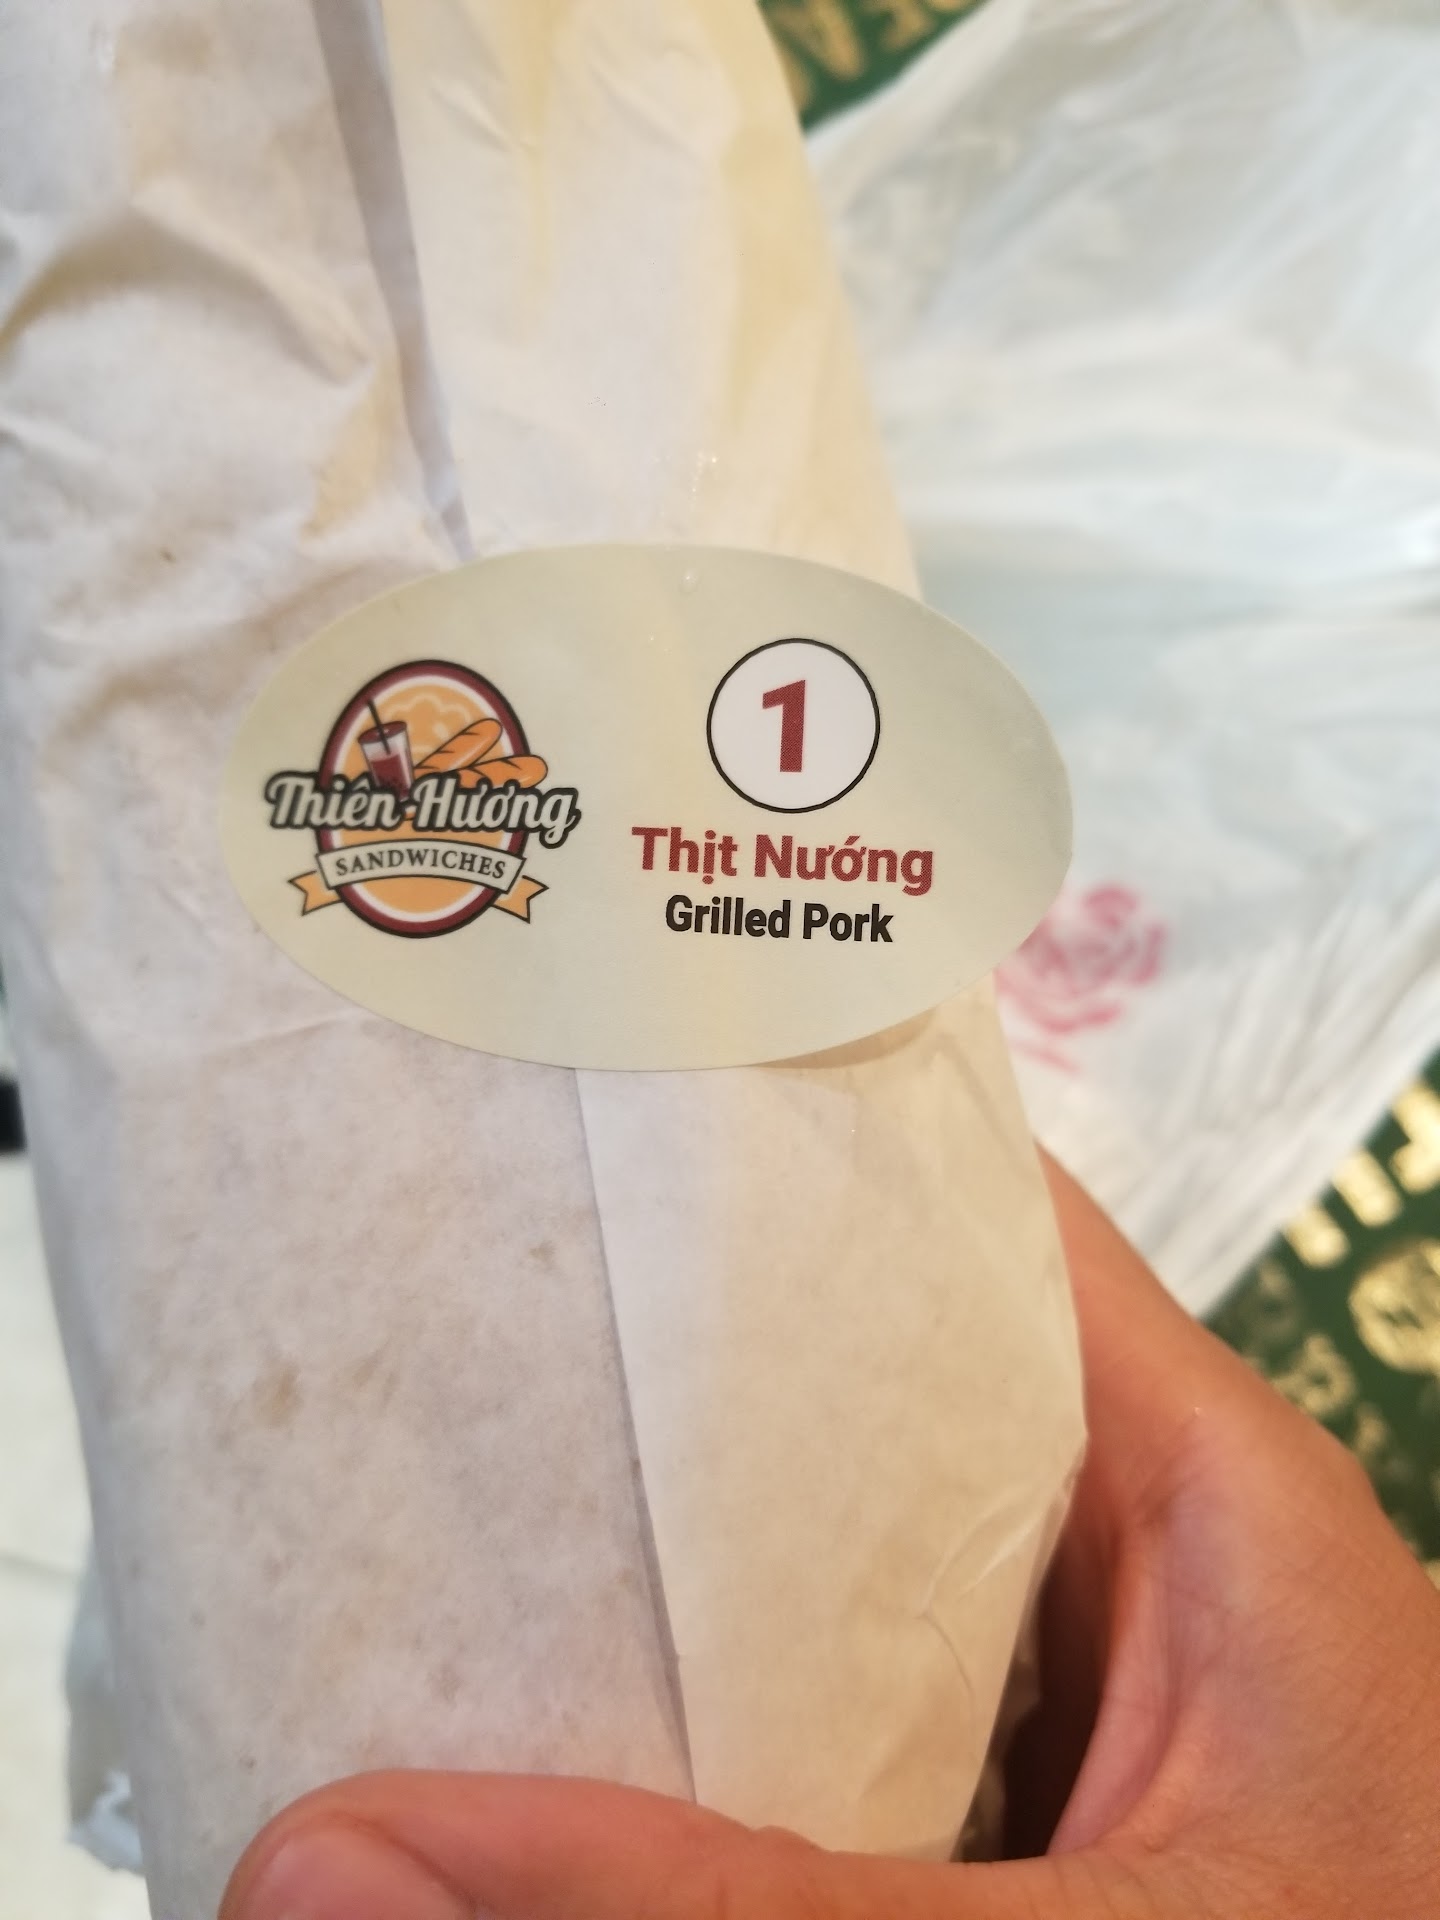 Thiên Hương
SANDWICHES
1
Thịt Nướng
Grilled Pork